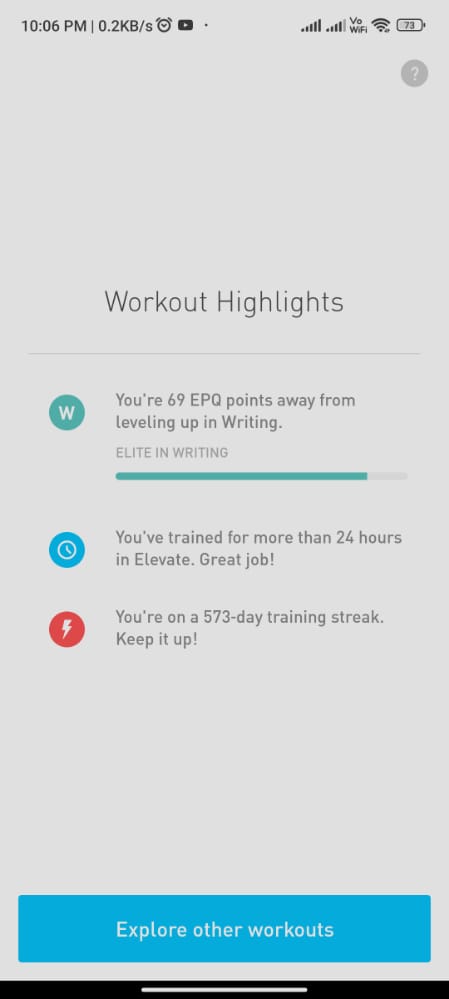 10:06 PM | 0.2KB/s Vo WiFi 73
?
Workout Highlights
W
You're 69 EPQ points away from
leveling up in Writing.
ELITE IN WRITING
You've trained for more than 24 hours
in Elevate. Great job!
You're on a 573-day training streak.
Keep it up!
Explore other workouts